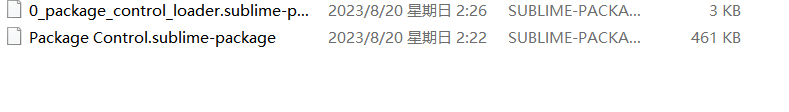 0_package_control_loader.sublime-p... 2023/8/20 星期日 2:26 SUBLIME-PACKA... 3 KB
Package Control.sublime-package 2023/8/20 星期日 2:22 SUBLIME-PACKA... 461 KB